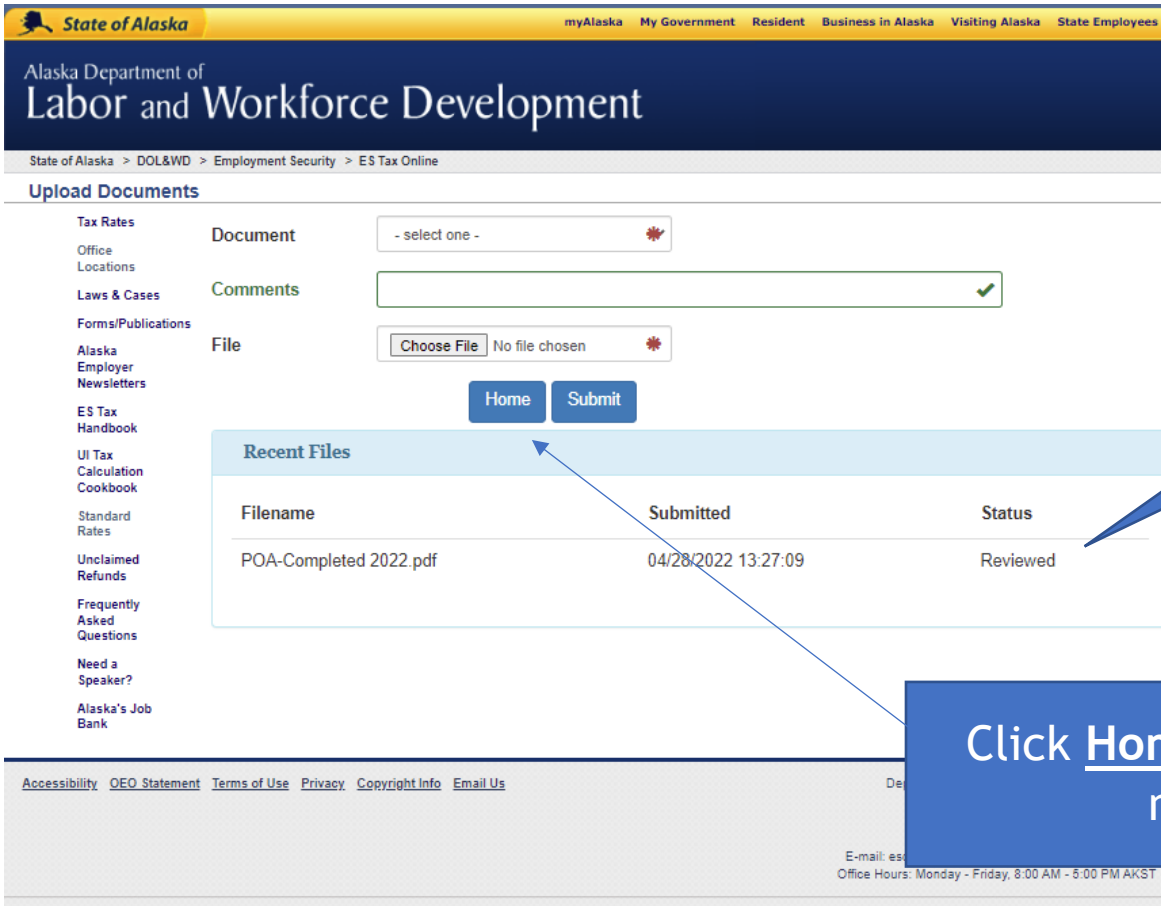 State of Alaska
myAlaska My Government Resident Business in Alaska Visiting Alaska State Employees
Alaska Department of
Labor and Workforce Development
State of Alaska > DOL&WD > Employment Security > ES Tax Online
Upload Documents
Tax Rates
Office
Locations
Laws & Cases
Forms/Publications
Alaska
Employer
Newsletters
ES Tax
Handbook
UI Tax
Calculation
Cookbook
Standard
Rates
Unclaimed
Refunds
Frequently
Asked
Questions
Need a
Speaker?
Alaska's Job
Bank
Document - select one -
Comments
File Choose File No file chosen
Home Submit
Recent Files
Filename Submitted Status
POA-Completed 2022.pdf 04/28/2022 13:27:09 Reviewed
Click
Accessibility OEO Statement Terms of Use Privacy Copyright Info Email Us
E-mail:
Office Hours: Monday - Friday, 8:00 AM - 5:00 PM AKST